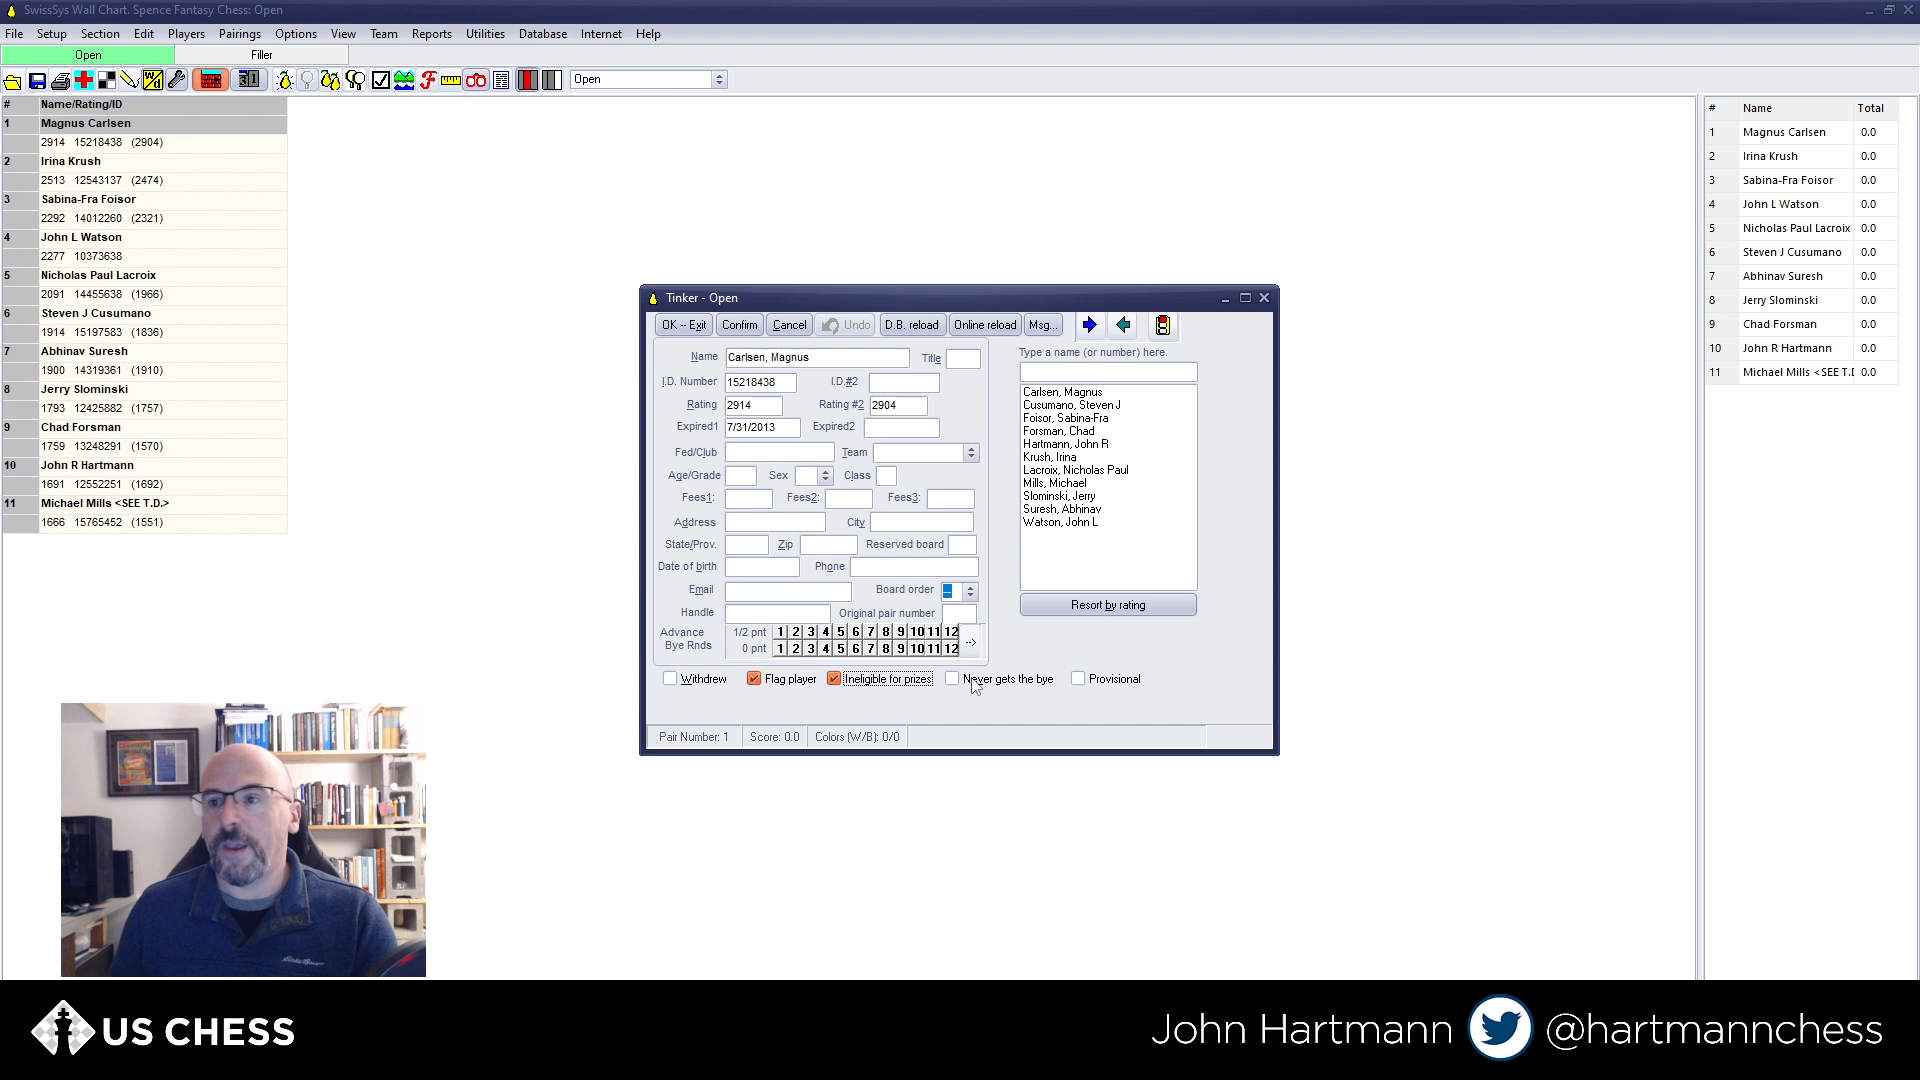 SwissSys Wall Chart. Spence Fantasy Chess: Open
File Setup Section Edit Players Pairings Options View Team Reports Utilities Database Internet Help
Open Filler
Open
# Name/Rating/ID
1 Magnus Carlsen
2914 15218438 (2904)
2 Irina Krush
2513 12543137 (2474)
3 Sabina-Fra Foisor
2292 14012260 (2321)
4 John L Watson
2277 10373638
5 Nicholas Paul Lacroix
2091 14455638 (1966)
6 Steven J Cusumano
1914 15197583 (1836)
7 Abhinav Suresh
1900 14319361 (1910)
8 Jerry Slominski
1793 12425882 (1757)
9 Chad Forsman
1759 13248291 (1570)
10 John R Hartmann
1691 12552251 (1692)
11 Michael Mills <SEE T.D.>
1666 15765452 (1551)
Tinker - Open
OK -- Exit Confirm Cancel Undo D.B. reload Online reload Msg...
Name Carlsen, Magnus Title
I.D. Number 15218438 I.D.#2
Rating 2914 Rating #2 2904
Expired1 7/31/2013 Expired2
Fed/Club Team
Age/Grade Sex Class
Fees1: Fees2: Fees3:
Address City
State/Prov. Zip Reserved board
Date of birth Phone
Email Board order
Handle Original pair number
Advance Bye Rnds
1/2 pnt 1 2 3 4 5 6 7 8 9 10 11 12
0 pnt 1 2 3 4 5 6 7 8 9 10 11 12
-->
Withdrew Flag player Ineligible for prizes Never gets the bye Provisional
Pair Number: 1 Score: 0.0 Colors (W/B): 0/0
Type a name (or number) here.
Carlsen, Magnus
Cusumano, Steven J
Foisor, Sabina-Fra
Forsman, Chad
Hartmann, John R
Krush, Irina
Lacroix, Nicholas Paul
Mills, Michael
Slominski, Jerry
Suresh, Abhinav
Watson, John L
Resort by rating
# Name Total
1 Magnus Carlsen 0.0
2 Irina Krush 0.0
3 Sabina-Fra Foisor 0.0
4 John L Watson 0.0
5 Nicholas Paul Lacroix 0.0
6 Steven J Cusumano 0.0
7 Abhinav Suresh 0.0
8 Jerry Slominski 0.0
9 Chad Forsman 0.0
10 John R Hartmann 0.0
11 Michael Mills <SEE T.D 0.0
US CHESS
John Hartmann @hartmannchess